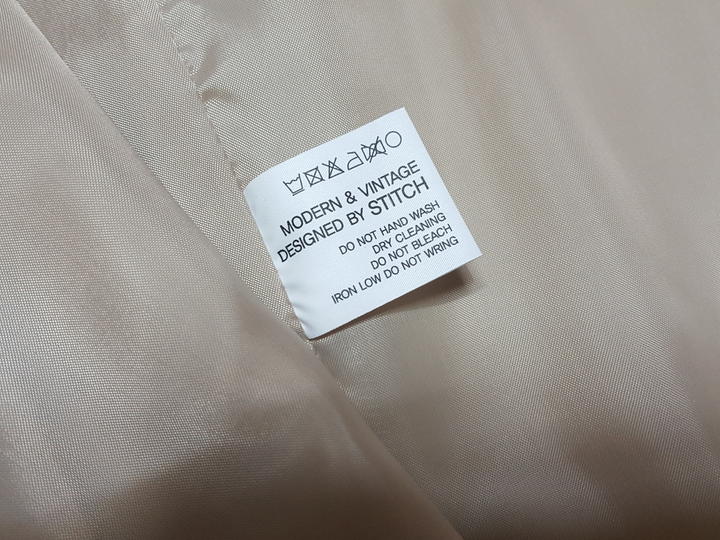 MODERN & VINTAGE
DESIGNED BY STITCH
DO NOT HAND WASH
DRY CLEANING
DO NOT BLEACH
IRON LOW DO NOT WRING